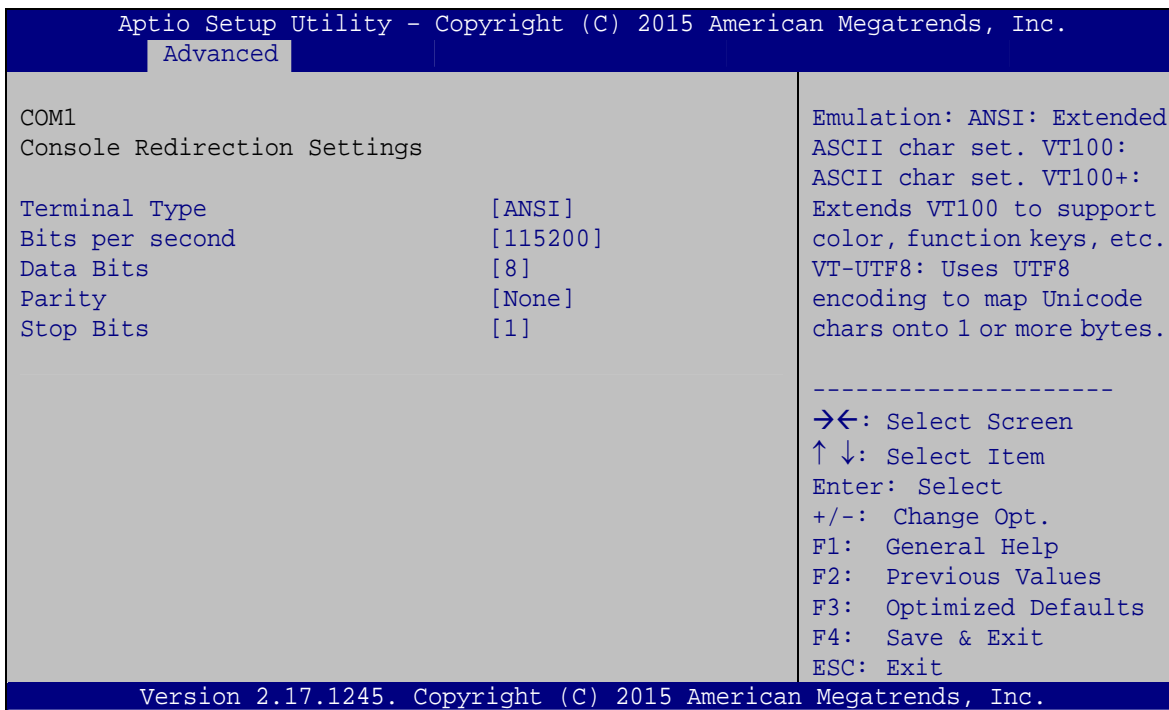 Aptio Setup Utility – Copyright (C) 2015 American Megatrends, Inc.
Advanced
COM1
Console Redirection Settings
Terminal Type [ANSI]
Bits per second [115200]
Data Bits [8]
Parity [None]
Stop Bits [1]
Emulation: ANSI: Extended
ASCII char set. VT100:
ASCII char set. VT100+:
Extends VT100 to support
color, function keys, etc.
VT-UTF8: Uses UTF8
encoding to map Unicode
chars onto 1 or more bytes.
---------------------
→←: Select Screen
↑ ↓: Select Item
Enter: Select
+/-: Change Opt.
F1: General Help
F2: Previous Values
F3: Optimized Defaults
F4: Save & Exit
ESC: Exit
Version 2.17.1245. Copyright (C) 2015 American Megatrends, Inc.